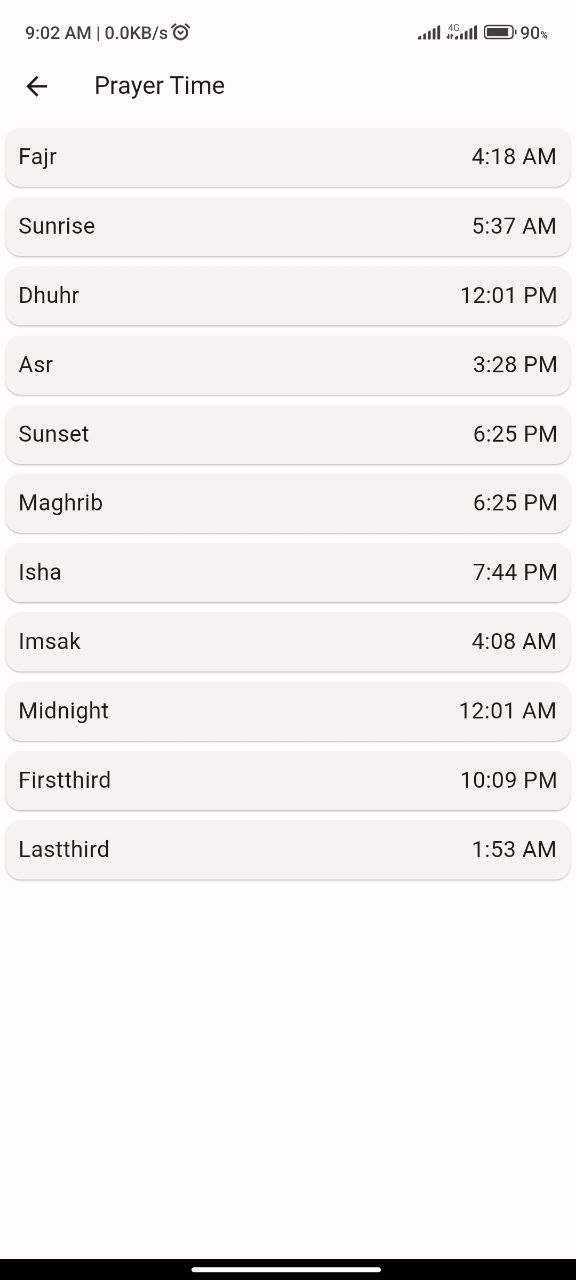 9:02 AM | 0.0KB/s 4G 90%
Prayer Time
Fajr 4:18 AM
Sunrise 5:37 AM
Dhuhr 12:01 PM
Asr 3:28 PM
Sunset 6:25 PM
Maghrib 6:25 PM
Isha 7:44 PM
Imsak 4:08 AM
Midnight 12:01 AM
Firstthird 10:09 PM
Lastthird 1:53 AM